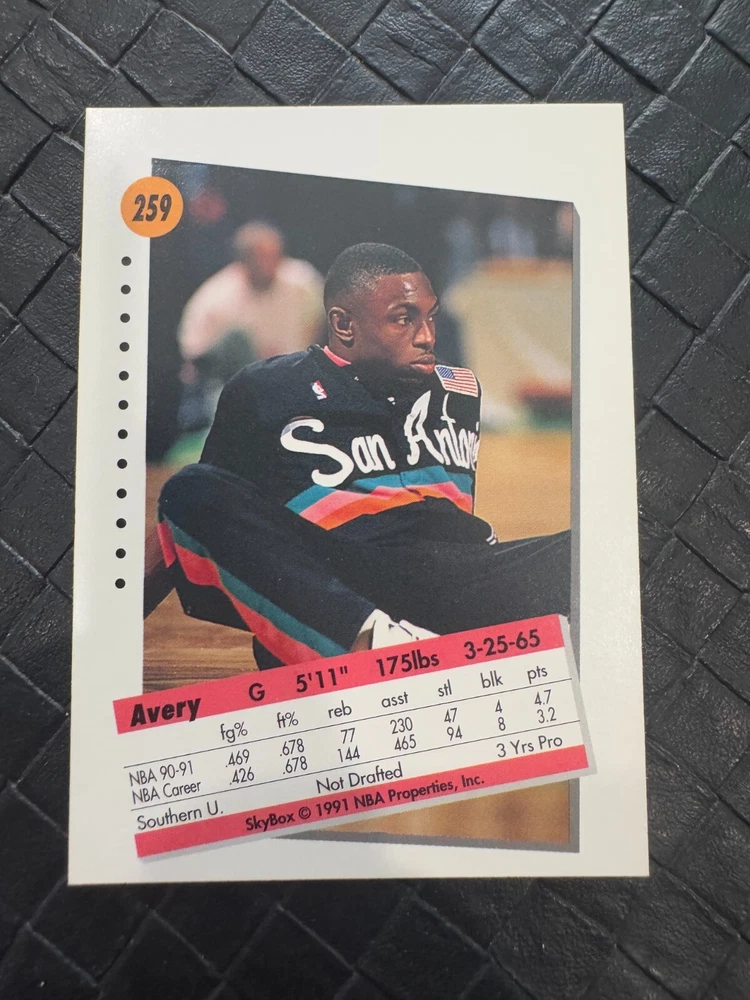 259
San Antoni
Avery G 5'11" 175lbs 3-25-65
fg% ft% reb asst stl blk pts
NBA 90-91 .469 .678 77 230 47 4 4.7
NBA Career .426 .678 144 465 94 8 3.2
Southern U. Not Drafted 3 Yrs Pro
SkyBox © 1991 NBA Properties, Inc.